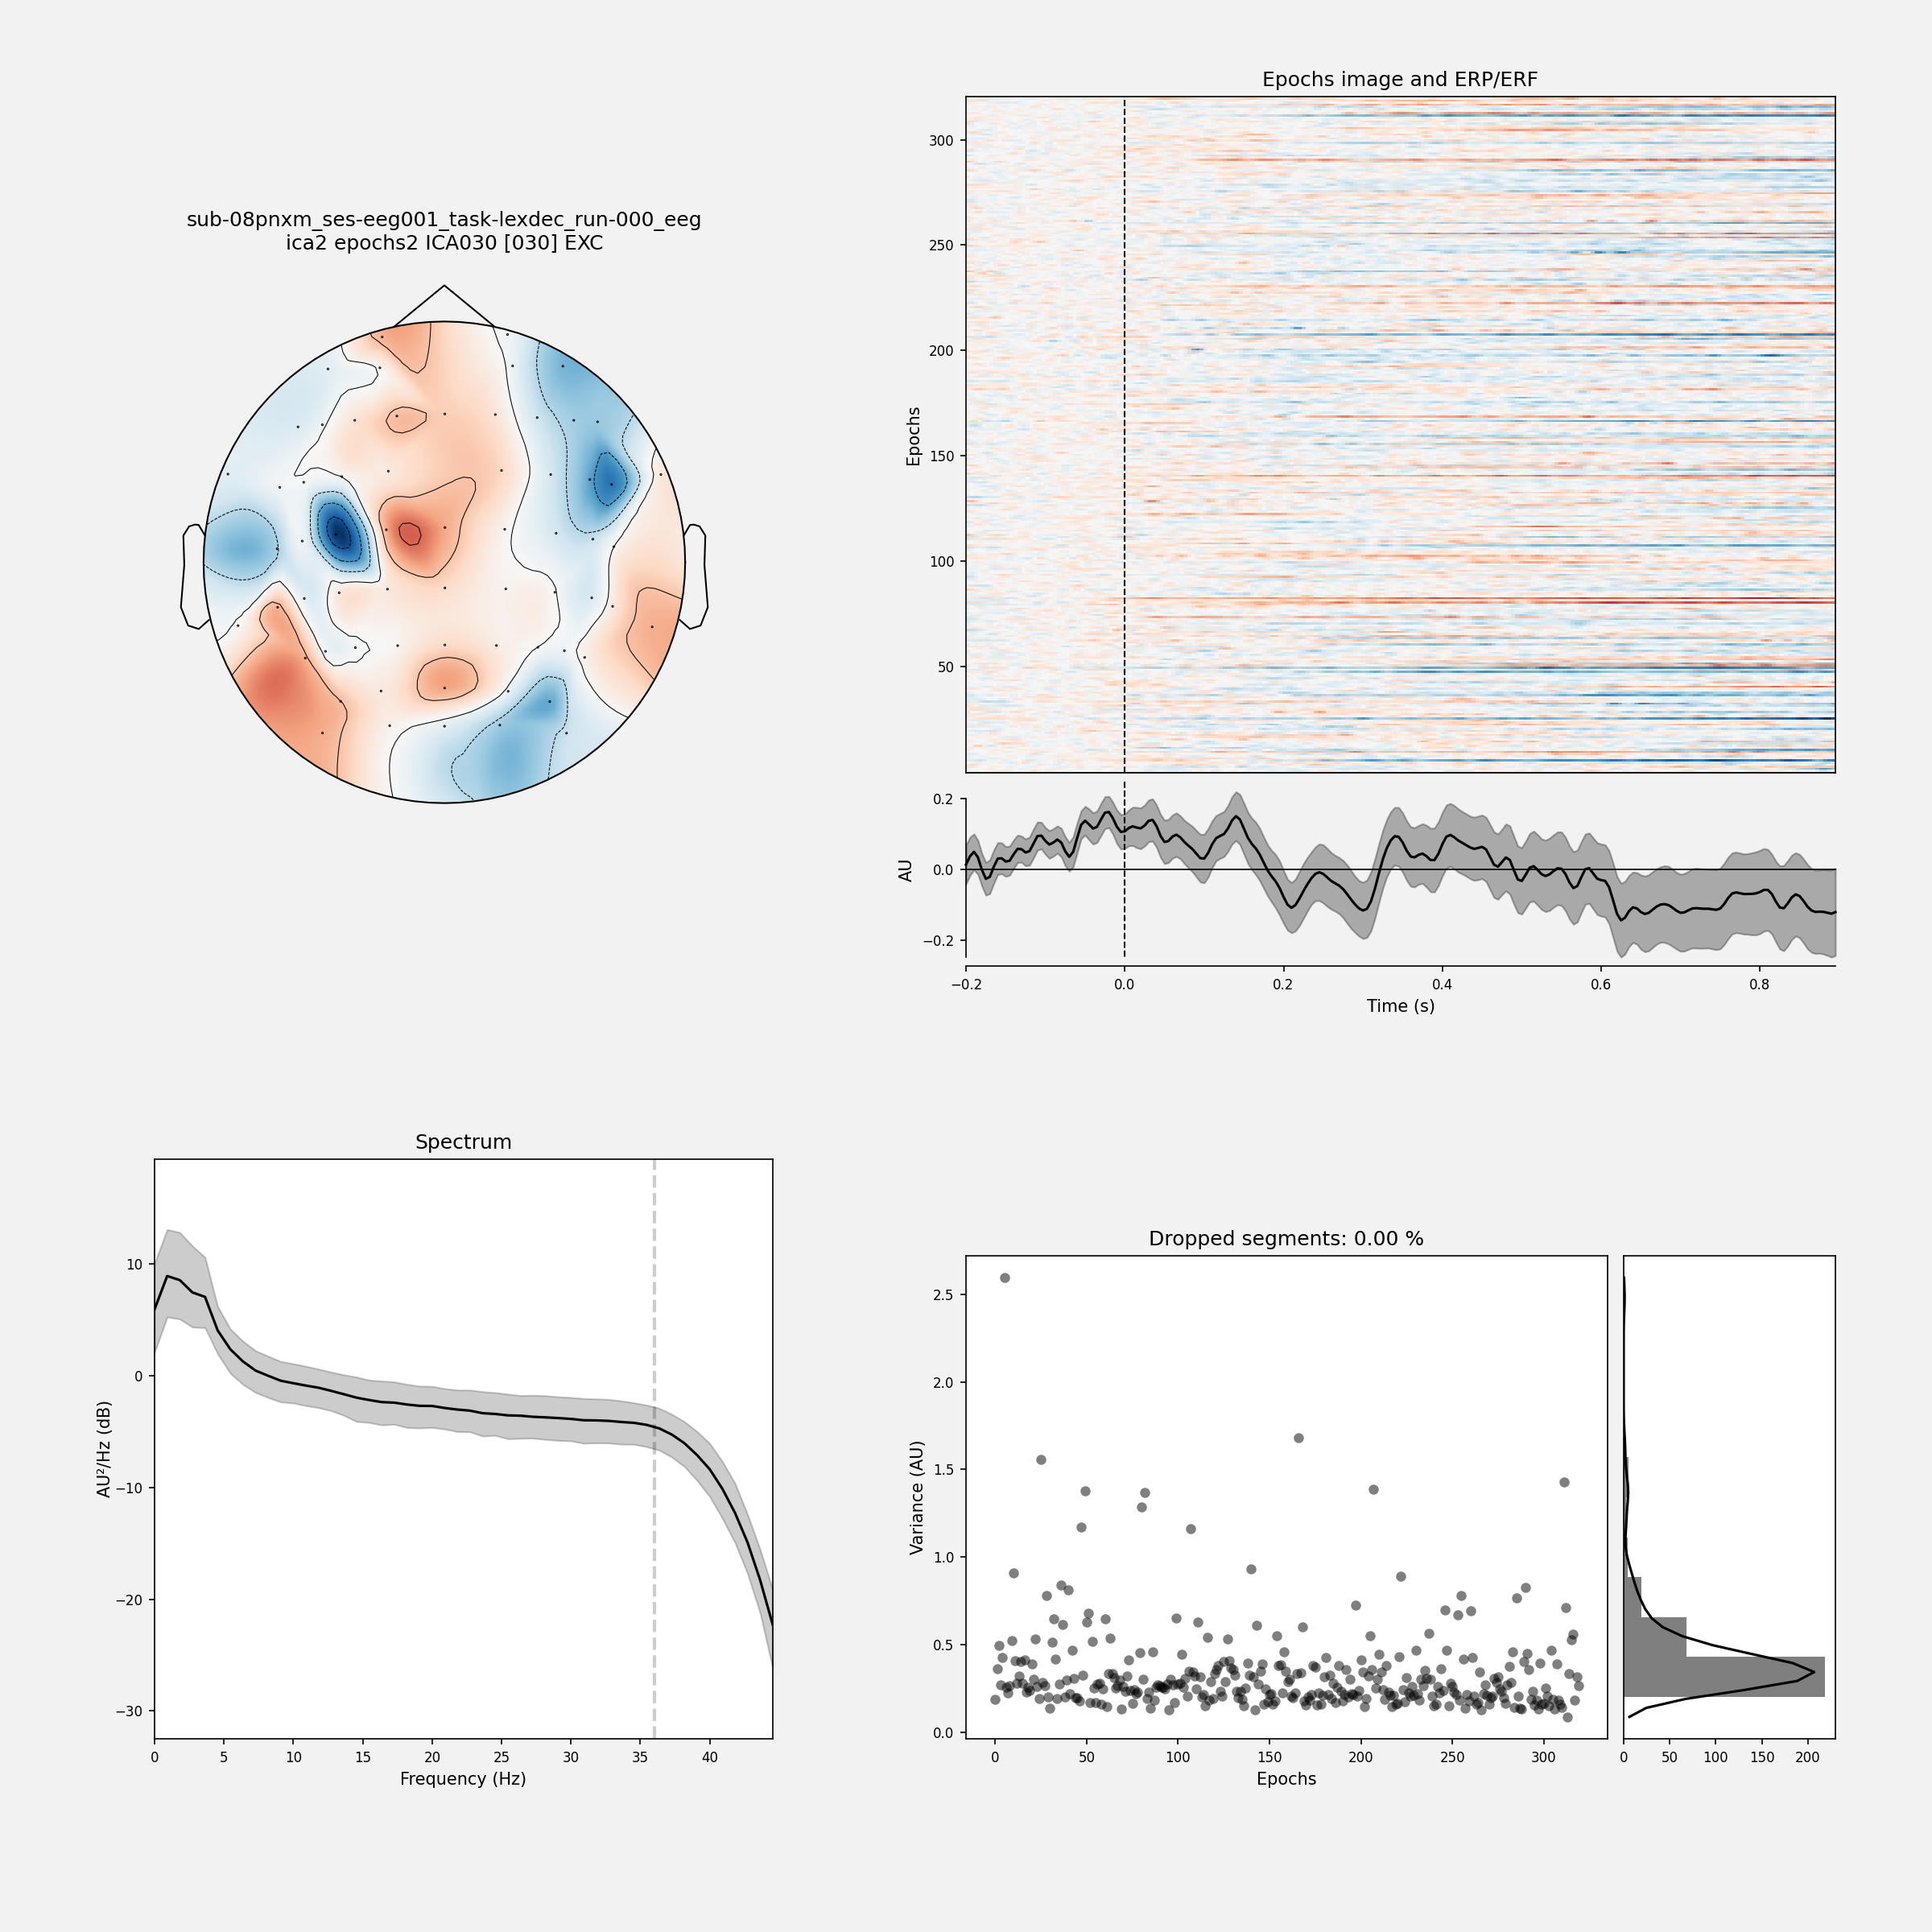 sub-08pnxm_ses-eeg001_task-lexdec_run-000_eeg
ica2 epochs2 ICA030 [030] EXC
Epochs image and ERP/ERF
Epochs
300
250
200
150
100
50
AU
0.2
0.0
−0.2
−0.2 0.0 0.2 0.4 0.6 0.8
Time (s)
Spectrum
AU²/Hz (dB)
10
0
−10
−20
−30
0 5 10 15 20 25 30 35 40
Frequency (Hz)
Dropped segments: 0.00 %
Variance (AU)
2.5
2.0
1.5
1.0
0.5
0.0
0 50 100 150 200 250 300
Epochs
0 50 100 150 200